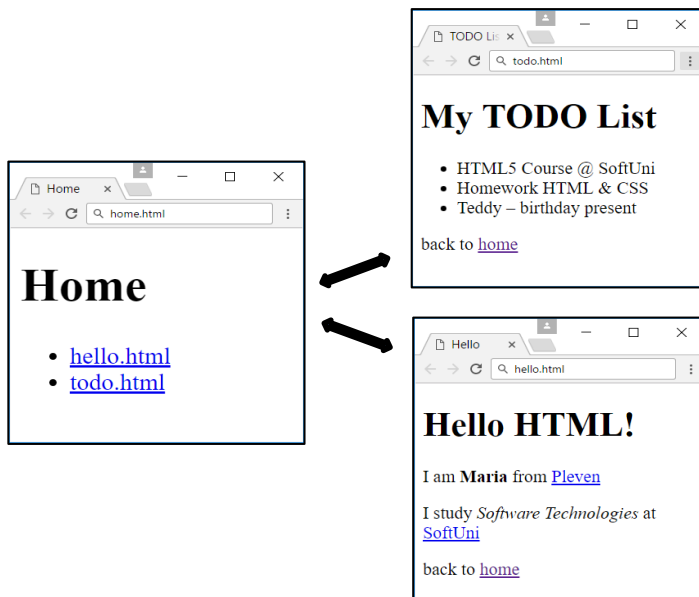 Home
home.html
Home
hello.html
todo.html
TODO Lis
todo.html
My TODO List
HTML5 Course @ SoftUni
Homework HTML & CSS
Teddy – birthday present
back to home
Hello
hello.html
Hello HTML!
I am Maria from Pleven
I study Software Technologies at
SoftUni
back to home